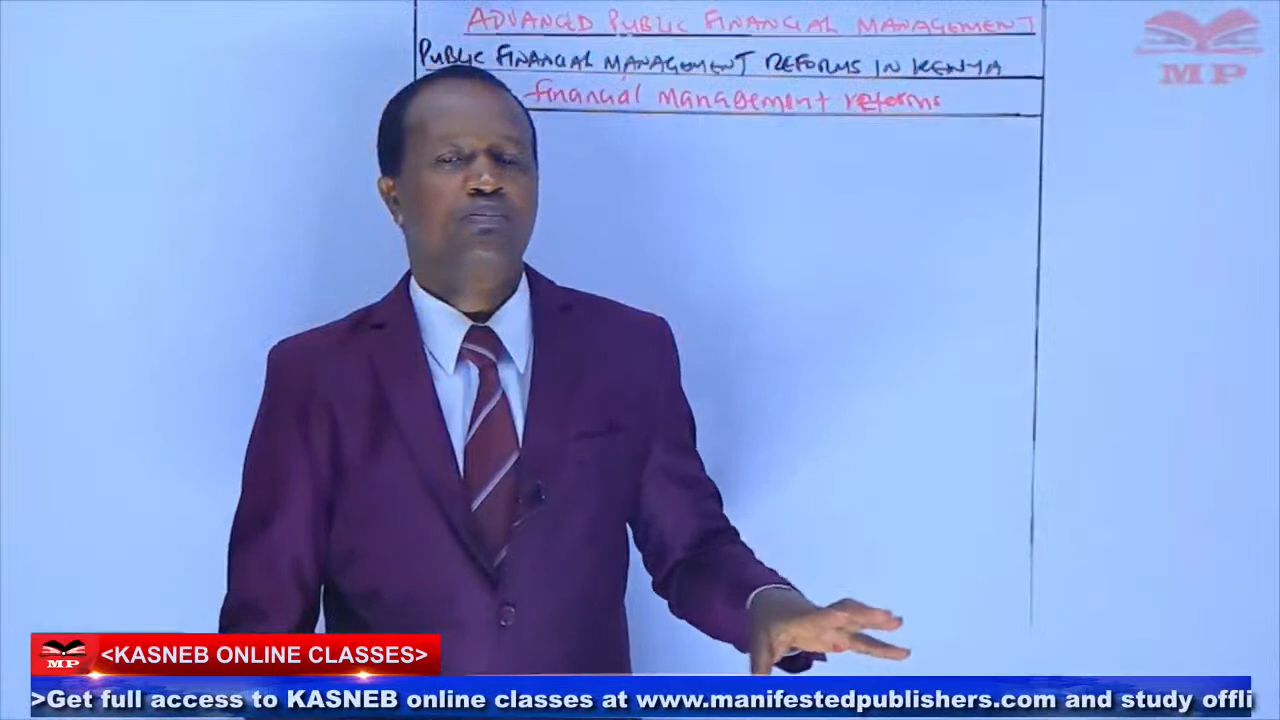 ADVANCED PUBLIC FINANCIAL MANAGEMENT
PUBLIC FINANCIAL MANAGEMENT REFORMS IN KENYA
financial management reforms
MP
MP
<KASNEB ONLINE CLASSES>
>Get full access to KASNEB online classes at www.manifestedpublishers.com and study offli